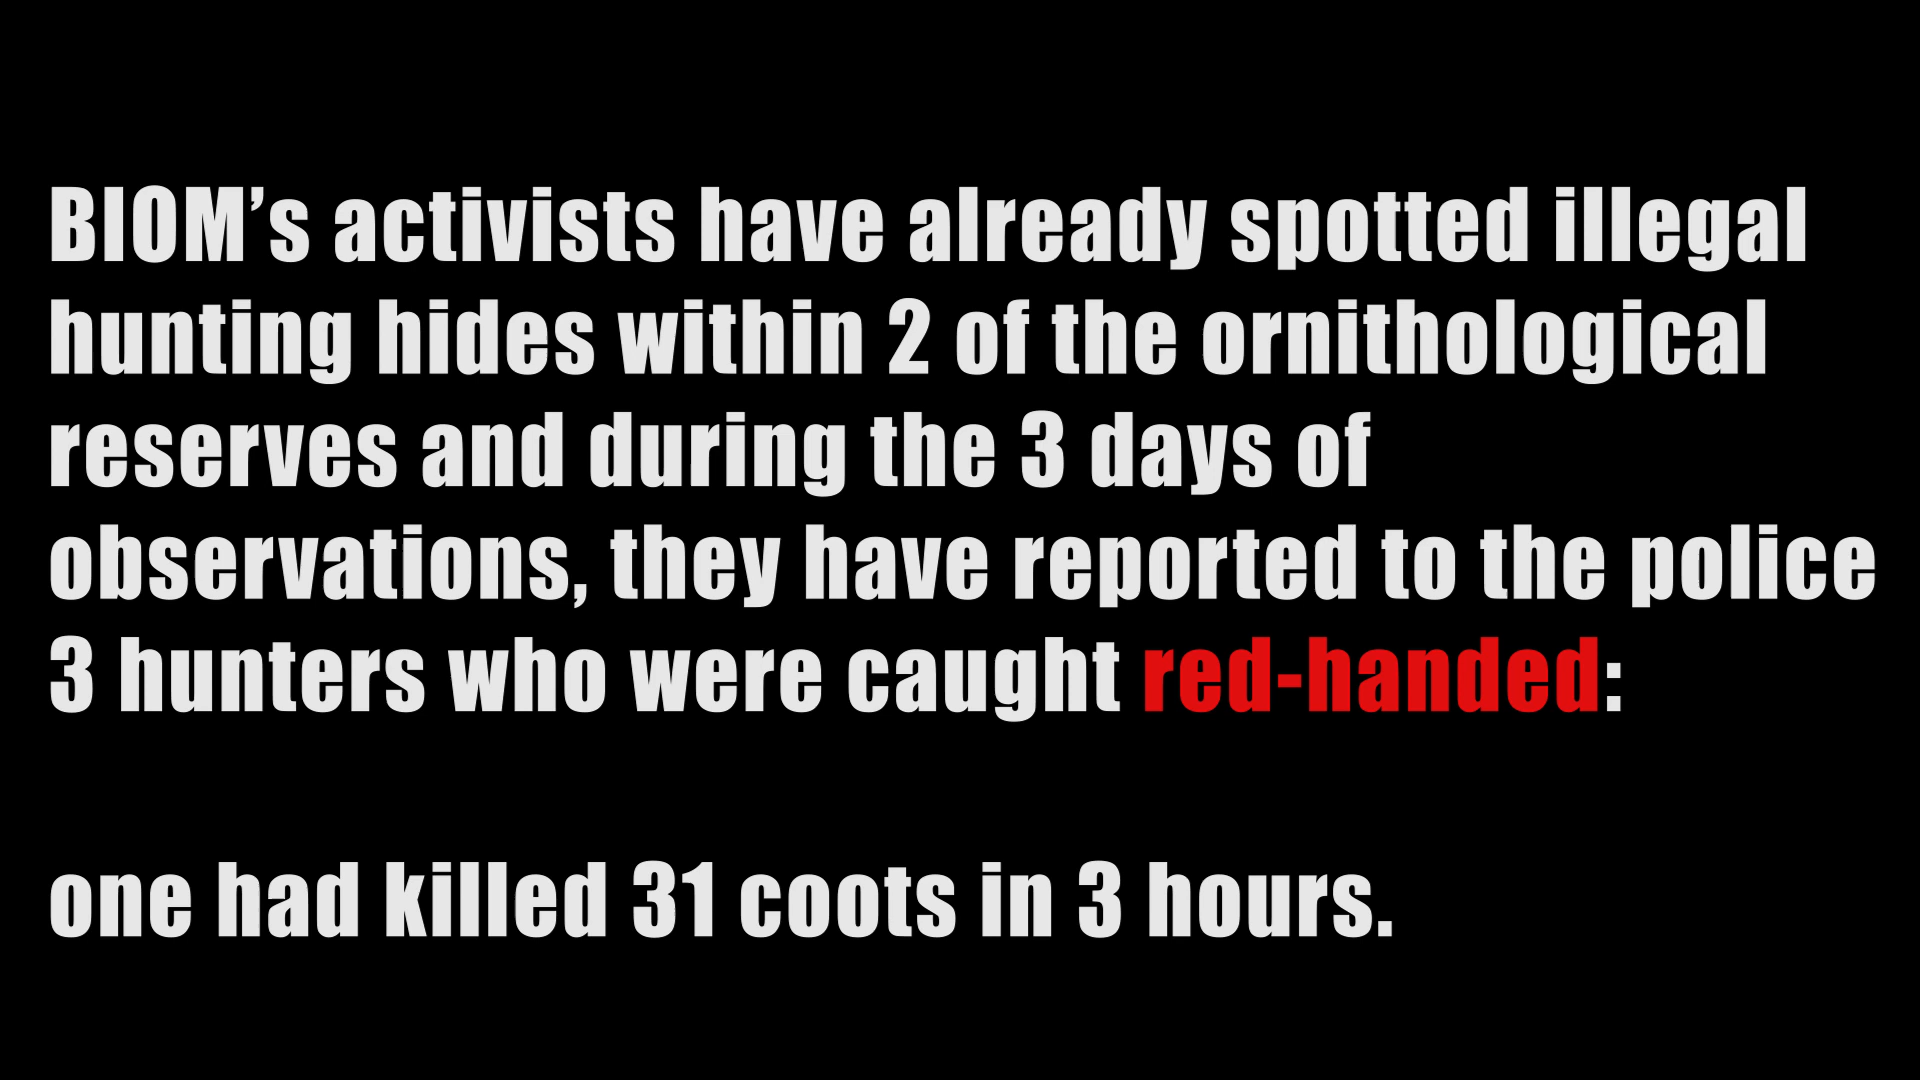 BIOM’s activists have already spotted illegal
hunting hides within 2 of the ornithological
reserves and during the 3 days of
observations, they have reported to the police
3 hunters who were caught red-handed:
one had killed 31 coots in 3 hours.